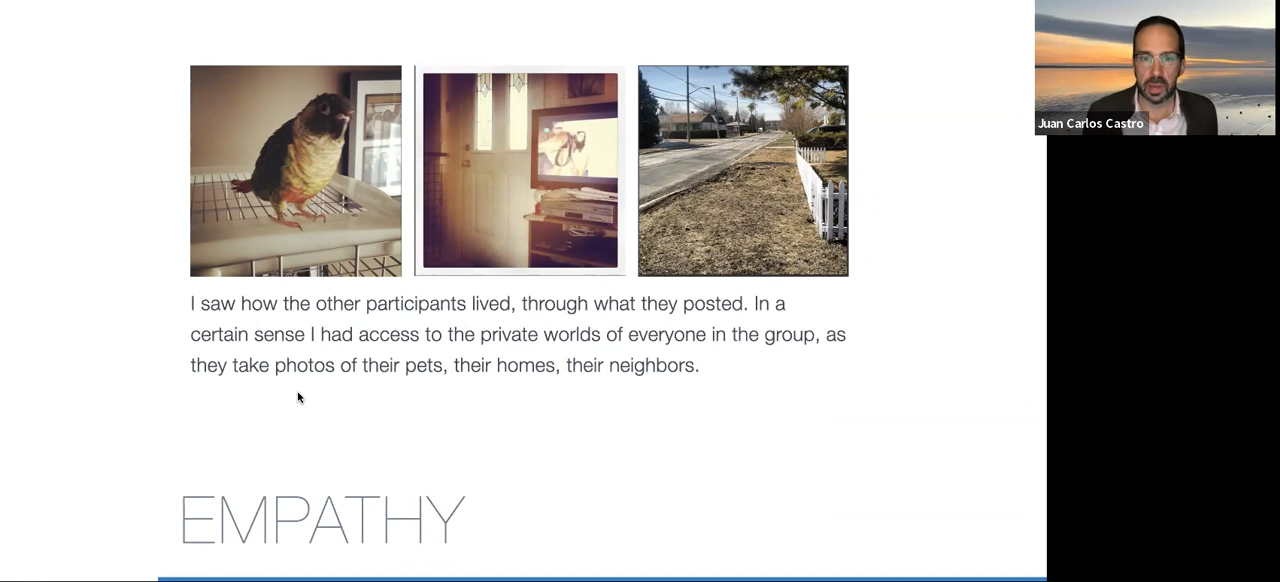 Juan Carlos Castro
I saw how the other participants lived, through what they posted. In a
certain sense I had access to the private worlds of everyone in the group, as
they take photos of their pets, their homes, their neighbors.
EMPATHY